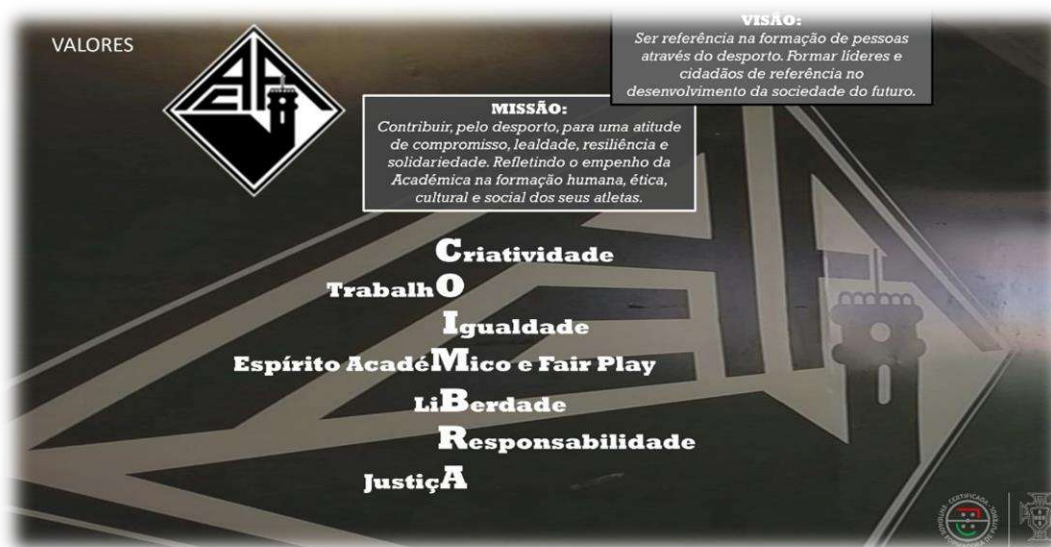 VALORES
VISÃO:
Ser referência na formação de pessoas
através do desporto. Formar líderes e
cidadãos de referência no
desenvolvimento da sociedade do futuro.
MISSÃO:
Contribuir, pelo desporto, para uma atitude
de compromisso, lealdade, resiliência e
solidariedade. Refletindo o empenho da
Académica na formação humana, ética,
cultural e social dos seus atletas.
Criatividade
TrabalhO
Igualdade
Espírito AcadéMico e Fair Play
LiBerdade
Responsabilidade
JustiçA
CERTIFICADA